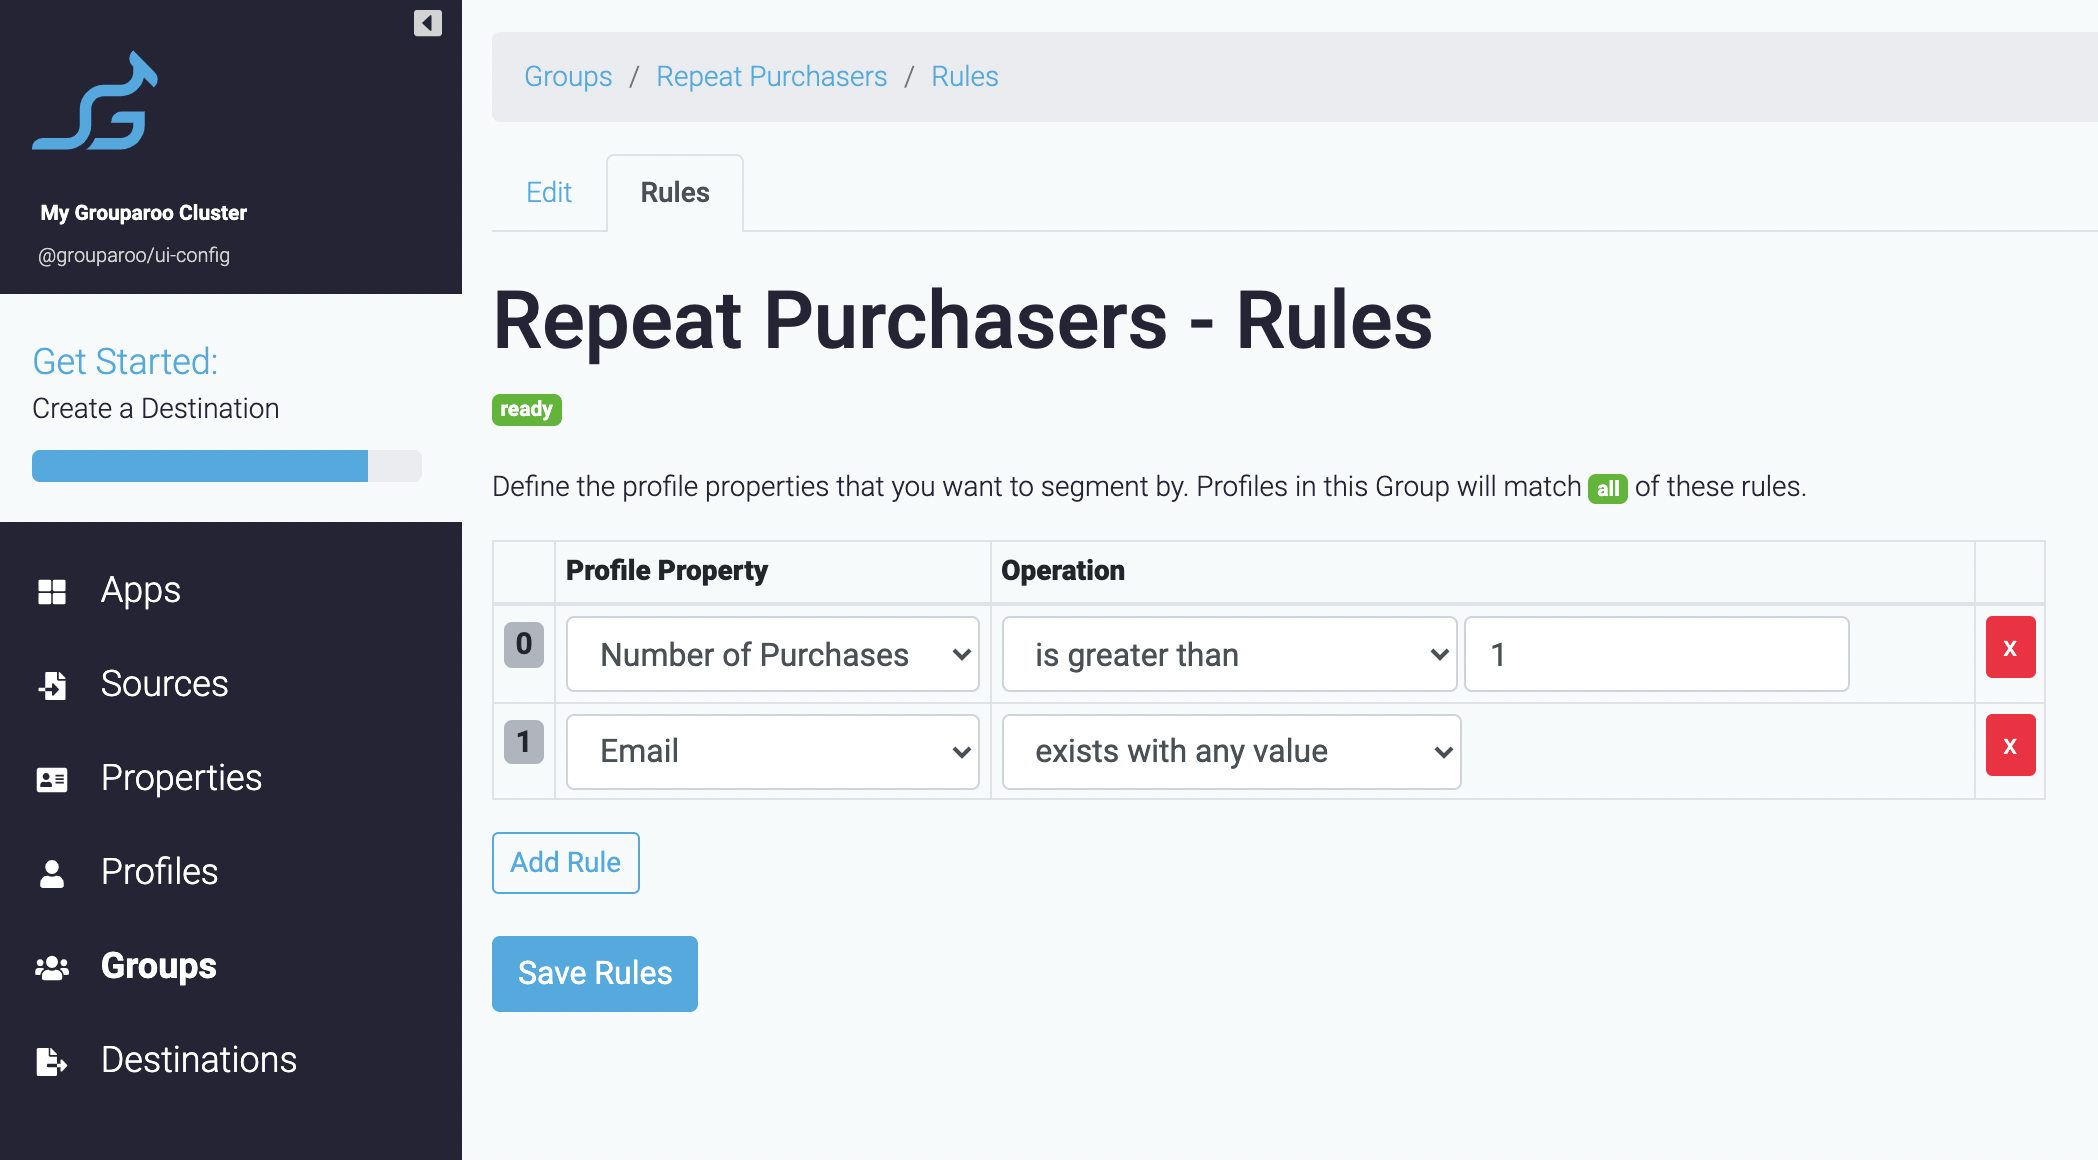 My Grouparoo Cluster
@grouparoo/ui-config
Get Started:
Create a Destination
Apps
Sources
Properties
Profiles
Groups
Destinations
Groups / Repeat Purchasers / Rules
Edit Rules
Repeat Purchasers - Rules
ready
Define the profile properties that you want to segment by. Profiles in this Group will match all of these rules.
Profile Property Operation
0 Number of Purchases is greater than 1 x
1 Email exists with any value x
Add Rule
Save Rules